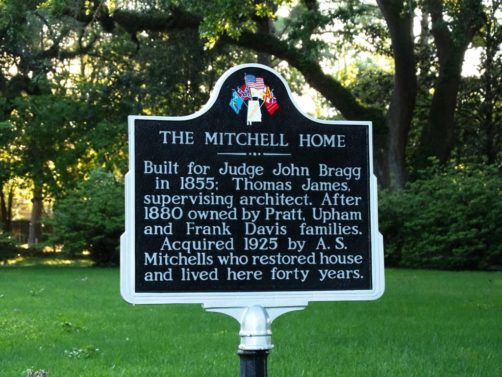 THE MITCHELL HOME
Built for Judge John Bragg
in 1855: Thomas James,
supervising architect. After
1880 owned by Pratt, Upham
and Frank Davis families.
Acquired 1925 by A. S.
Mitchells who restored house
and lived here forty years.